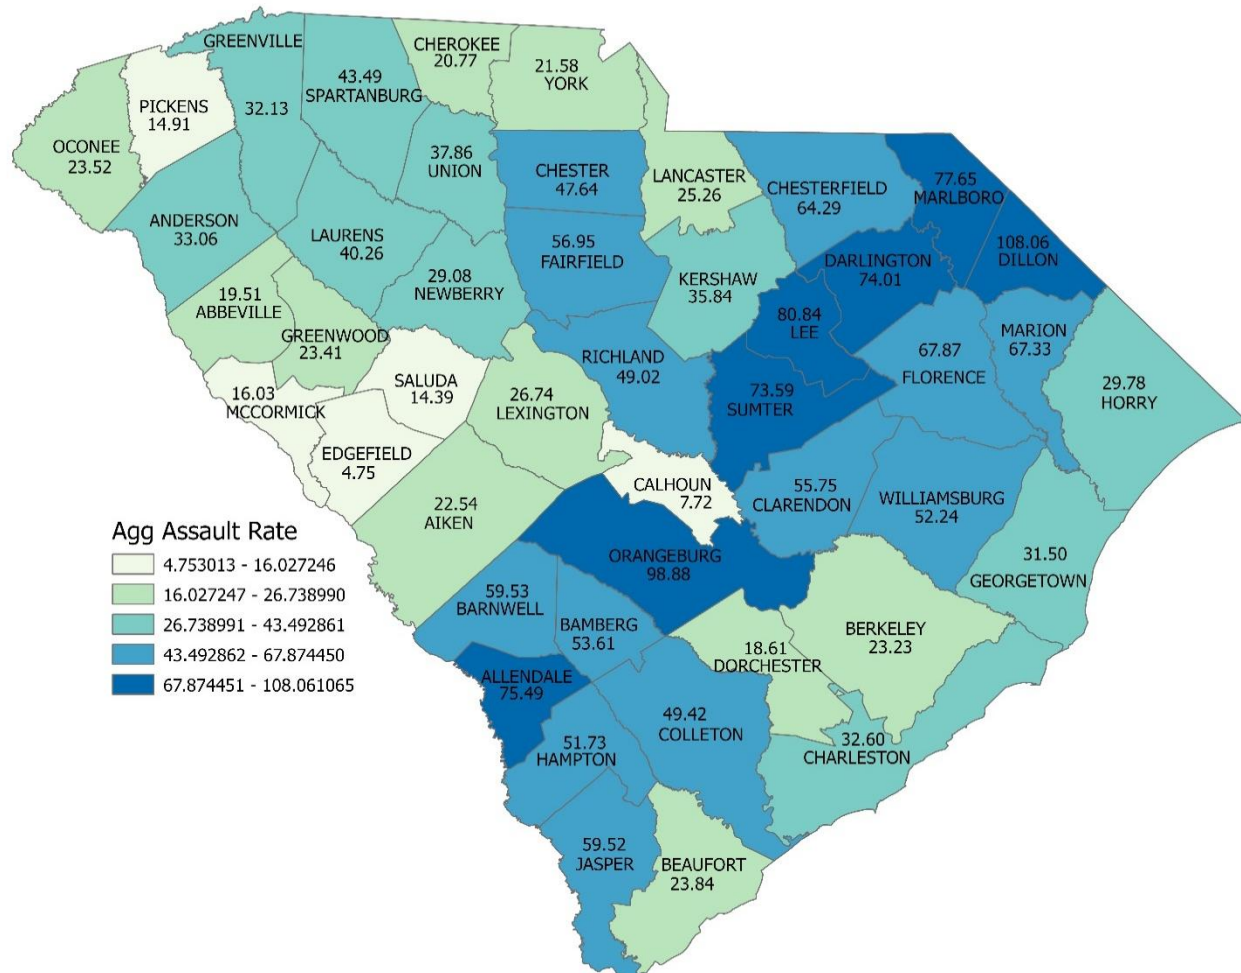 GREENVILLE
32.13
CHEROKEE
20.77
21.58
YORK
43.49
SPARTANBURG
PICKENS
14.91
OCONEE
23.52
37.86
UNION
CHESTER
47.64
LANCASTER
25.26
CHESTERFIELD
64.29
77.65
MARLBORO
ANDERSON
33.06
LAURENS
40.26
56.95
FAIRFIELD
108.06
DILLON
DARLINGTON
74.01
29.08
NEWBERRY
KERSHAW
35.84
19.51
ABBEVILLE
80.84
LEE
GREENWOOD
23.41
MARION
67.33
RICHLAND
49.02
67.87
FLORENCE
SALUDA
14.39
16.03
MCCORMICK
26.74
LEXINGTON
73.59
SUMTER
29.78
HORRY
EDGEFIELD
4.75
CALHOUN
7.72
55.75
CLARENDON
WILLIAMSBURG
52.24
22.54
AIKEN
Agg Assault Rate
4.753013 - 16.027246
16.027247 - 26.738990
26.738991 - 43.492861
43.492862 - 67.874450
67.874451 - 108.061065
ORANGEBURG
98.88
31.50
GEORGETOWN
59.53
BARNWELL
BAMBERG
53.61
BERKELEY
23.23
18.61
DORCHESTER
ALLENDALE
75.49
49.42
COLLETON
32.60
CHARLESTON
51.73
HAMPTON
59.52
JASPER
BEAUFORT
23.84